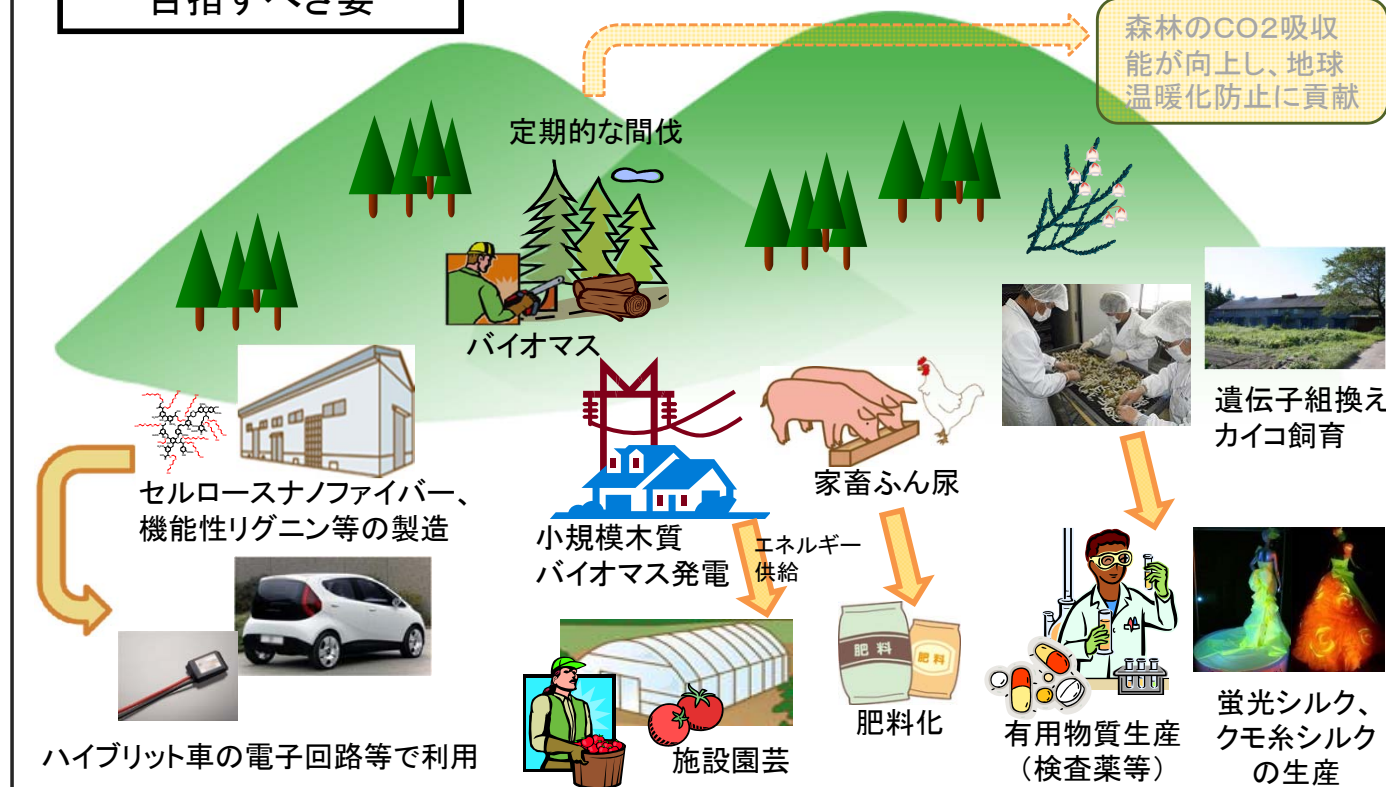 目指すべき姿
森林のCO2吸収
能が向上し、地球
温暖化防止に貢献
定期的な間伐
バイオマス
遺伝子組換え
カイコ飼育
セルロースナノファイバー、
機能性リグニン等の製造
家畜ふん尿
小規模木質
バイオマス発電
エネルギー
供給
肥料
肥料
ハイブリット車の電子回路等で利用
施設園芸
肥料化
有用物質生産
（検査薬等）
蛍光シルク、
クモ糸シルク
の生産